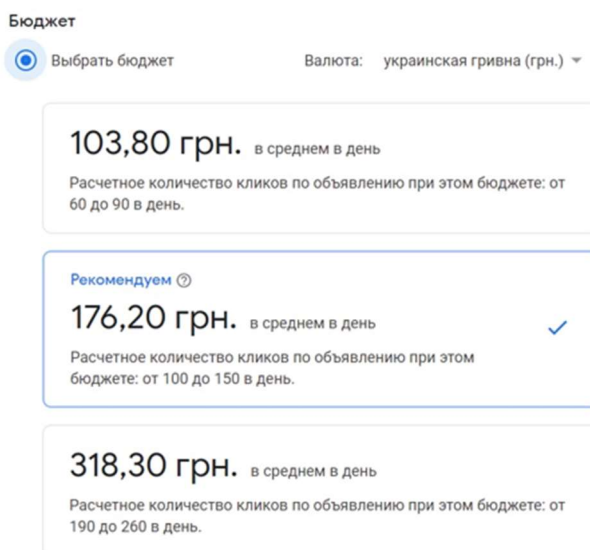 Бюджет
Выбрать бюджет Валюта: украинская гривна (грн.)
103,80 грн. в среднем в день
Расчетное количество кликов по объявлению при этом бюджете: от
60 до 90 в день.
Рекомендуем
176,20 грн. в среднем в день
Расчетное количество кликов по объявлению при этом
бюджете: от 100 до 150 в день.
318,30 грн. в среднем в день
Расчетное количество кликов по объявлению при этом бюджете: от
190 до 260 в день.